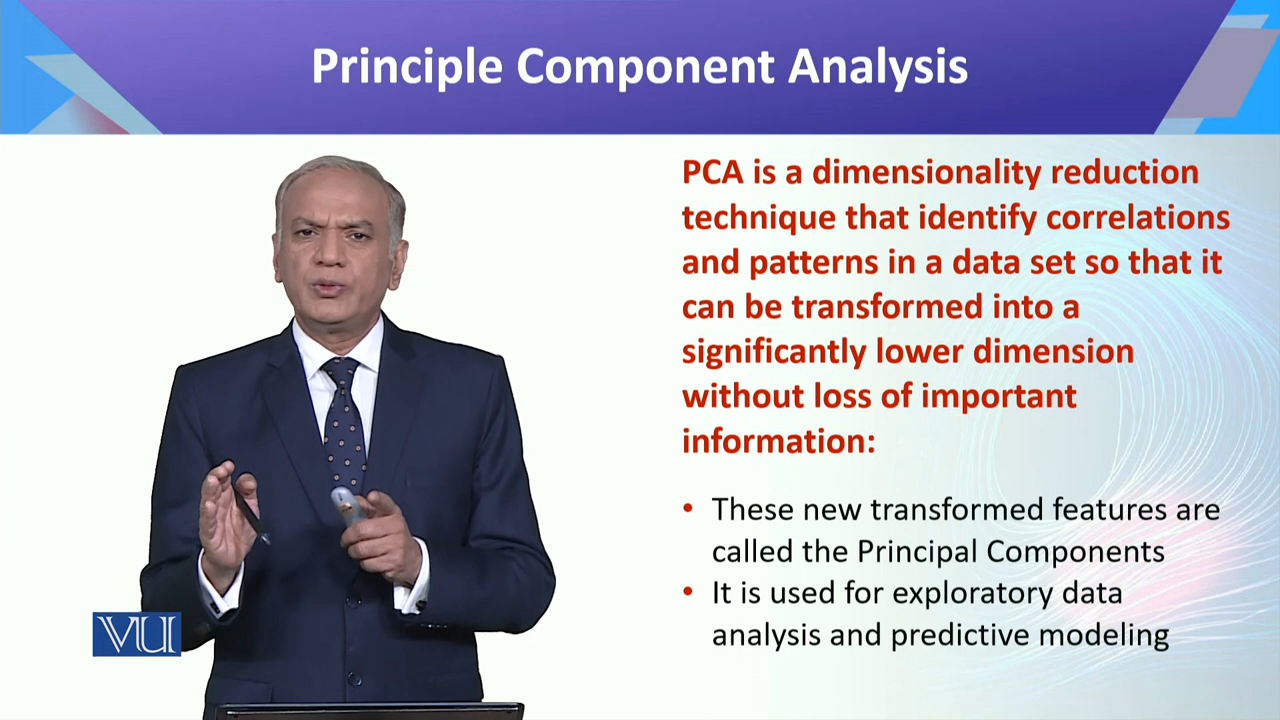 Principle Component Analysis
PCA is a dimensionality reduction
technique that identify correlations
and patterns in a data set so that it
can be transformed into a
significantly lower dimension
without loss of important
information:
• These new transformed features are
called the Principal Components
• It is used for exploratory data
analysis and predictive modeling
VU